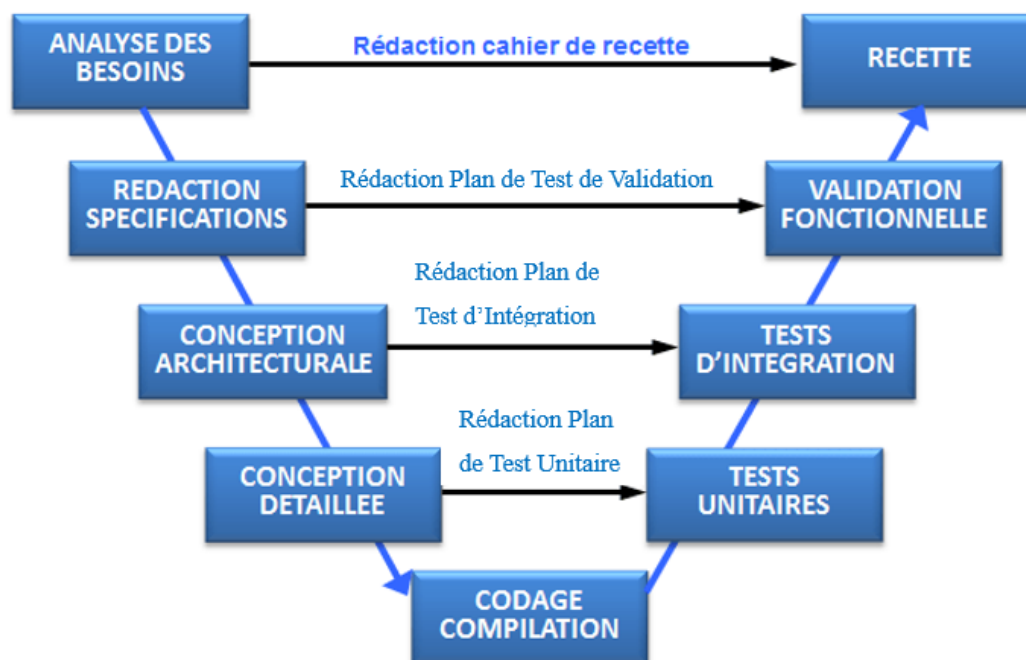 ANALYSE DES
BESOINS
Rédaction cahier de recette
RECETTE
REDACTION
SPECIFICATIONS
Rédaction Plan de Test de Validation
VALIDATION
FONCTIONNELLE
CONCEPTION
ARCHITECTURALE
Rédaction Plan de
Test d’Intégration
TESTS
D’INTEGRATION
CONCEPTION
DETAILLEE
Rédaction Plan
de Test Unitaire
TESTS
UNITAIRES
CODAGE
COMPILATION